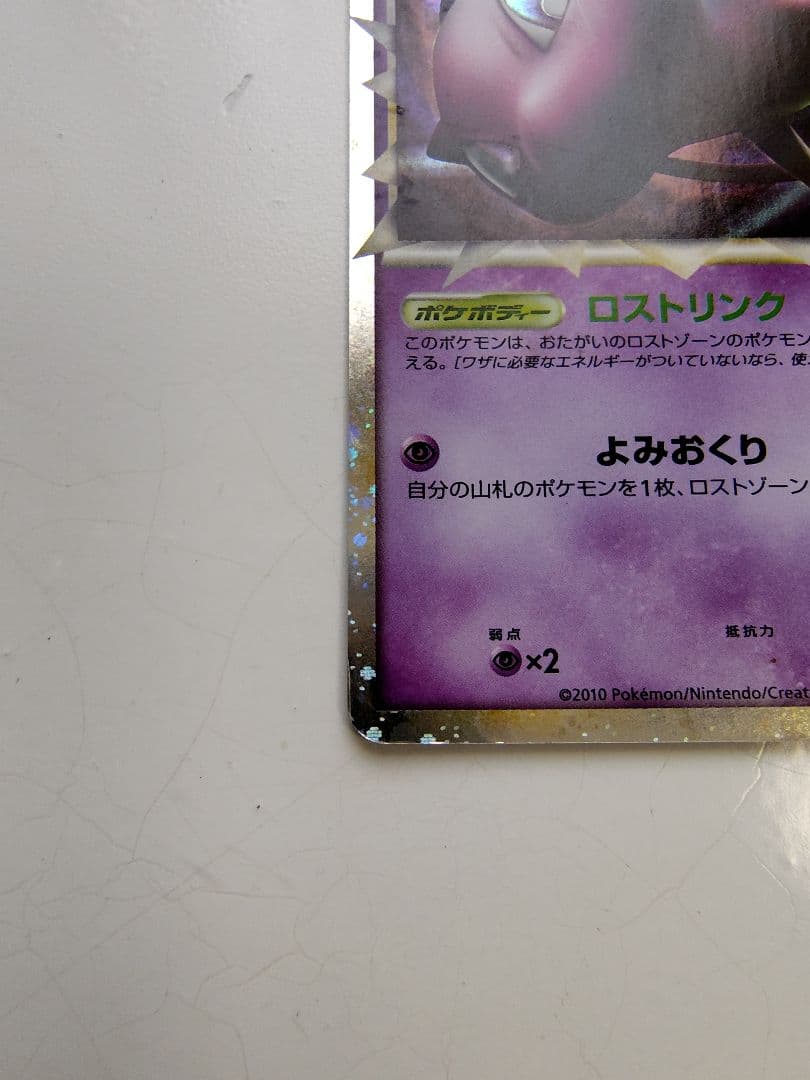 ポケボディー ロストリンク
このポケモンは、おたがいのロストゾーンのポケモン
える。[ワザに必要なエネルギーがついていないなら、使
よみおくり
自分の山札のポケモンを1枚、ロストゾーン
弱点 抵抗力
×2
©2010 Pokémon/Nintendo/Creat